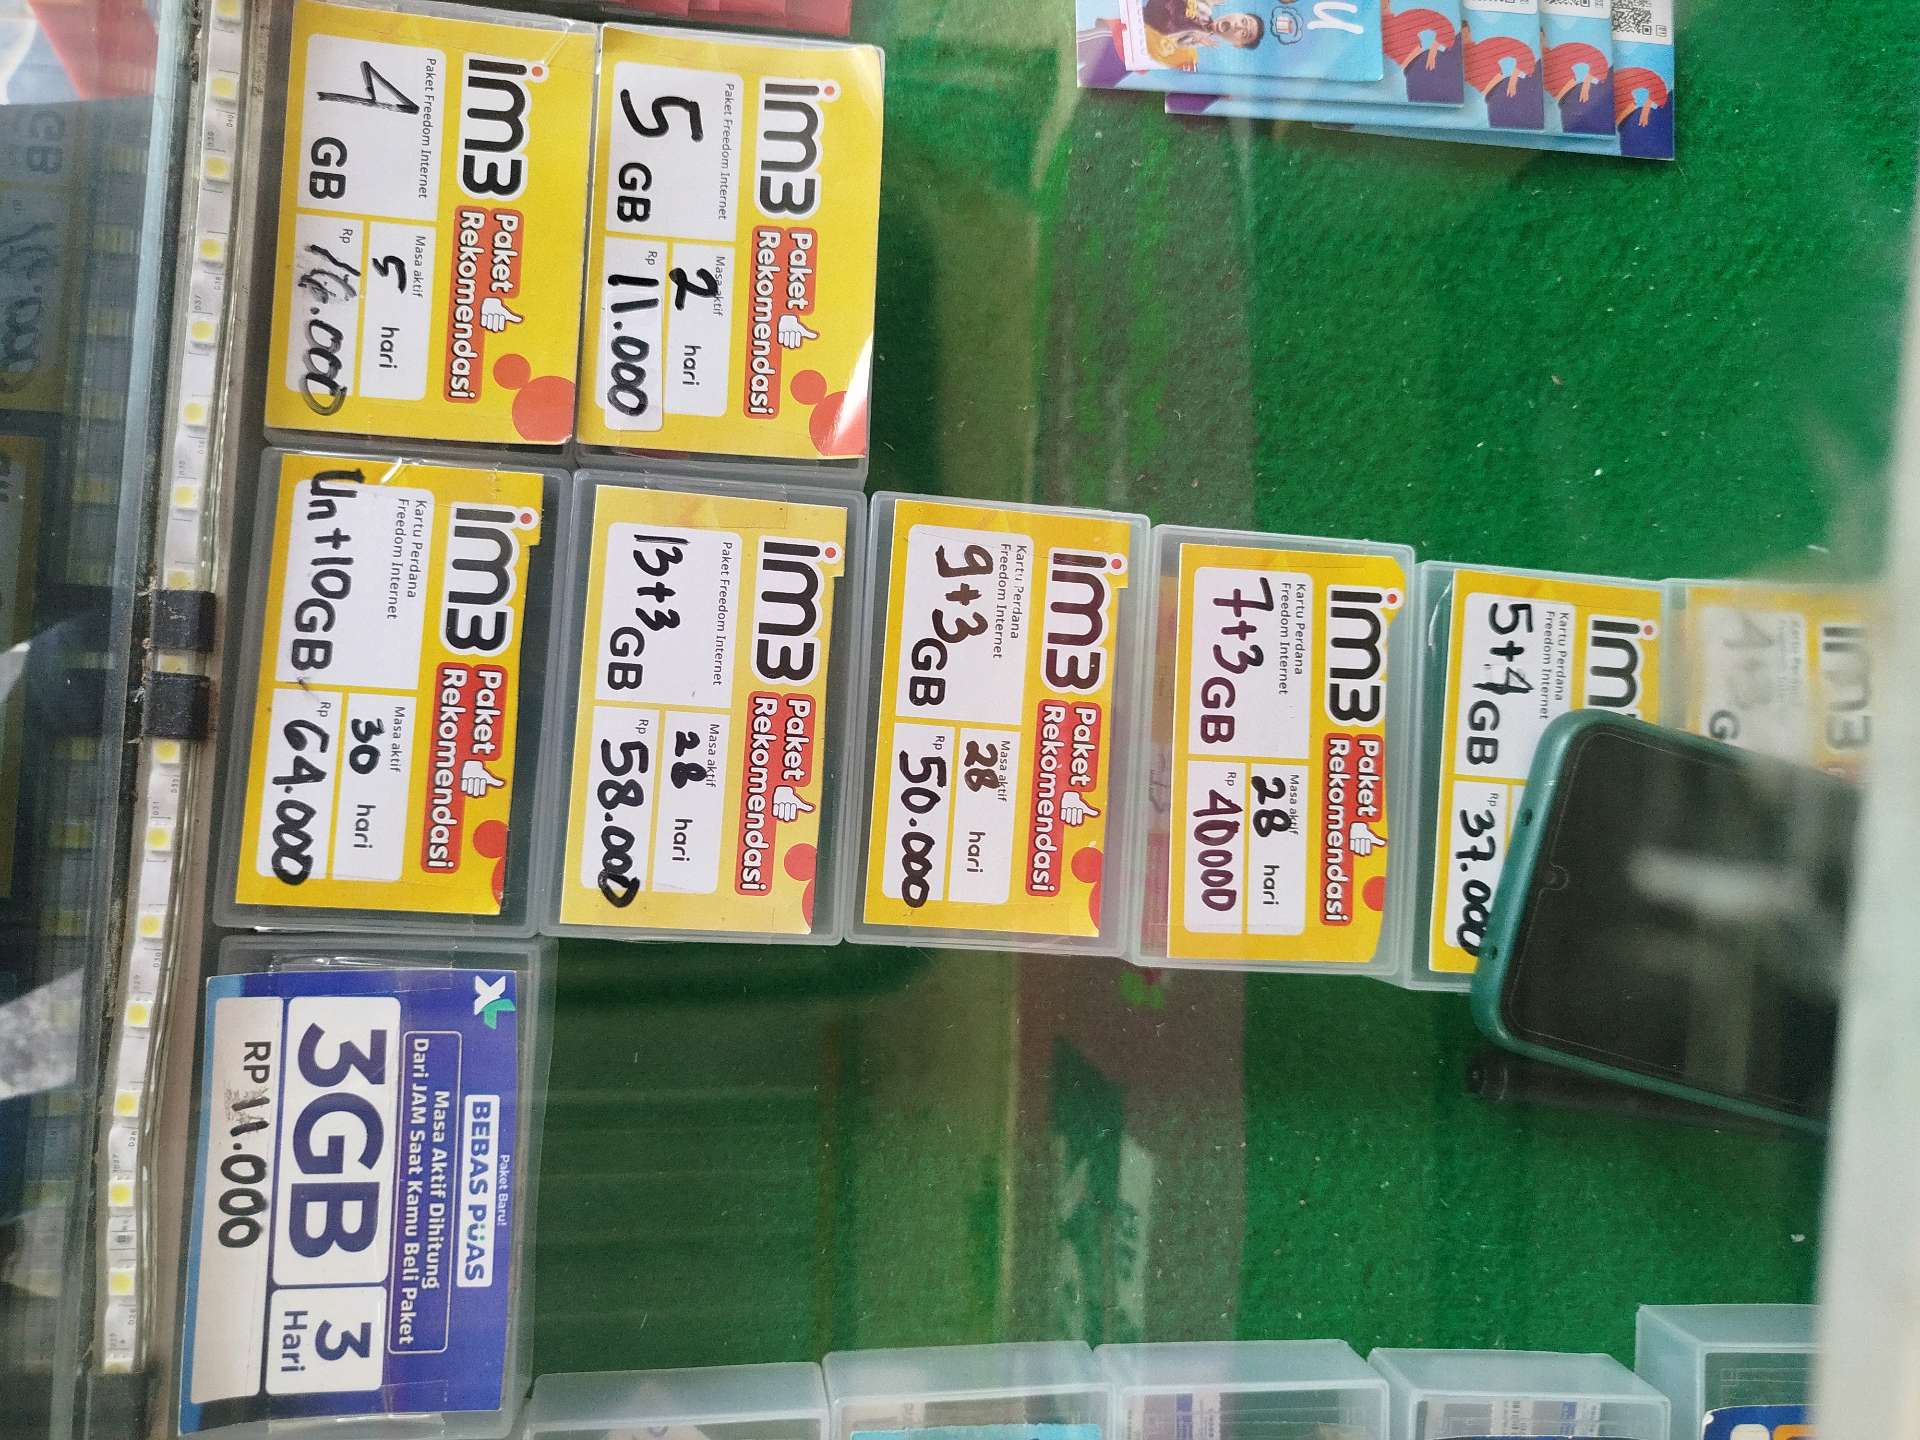 im3
Paket
Rekomendasi
Paket Freedom Internet
4 GB
Masa aktif
5 hari
Rp
.000
im3
Paket
Rekomendasi
Paket Freedom Internet
5 GB
Masa aktif
2 hari
Rp 11.000
im3
Paket
Rekomendasi
Kartu Perdana
Freedom Internet
Un+10GB
Masa aktif
30 hari
Rp 64.000
im3
Paket
Rekomendasi
Paket Freedom Internet
13+3 GB
Masa aktif
28 hari
Rp 58.000
im3
Paket
Rekomendasi
Kartu Perdana
Freedom Internet
9+3 GB
Masa aktif
28 hari
Rp 50.000
im3
Paket
Rekomendasi
Kartu Perdana
Freedom Internet
7+3 GB
Masa aktif
28 hari
Rp 40000
im
Kartu Perdana
Freedom Internet
5+4 GB
Rp 37.000
im3
XL
Paket Baru!
BEBAS PUAS
Masa Aktif Dihitung
Dari JAM Saat Kamu Beli Paket
3GB
3
Hari
RP 11.000